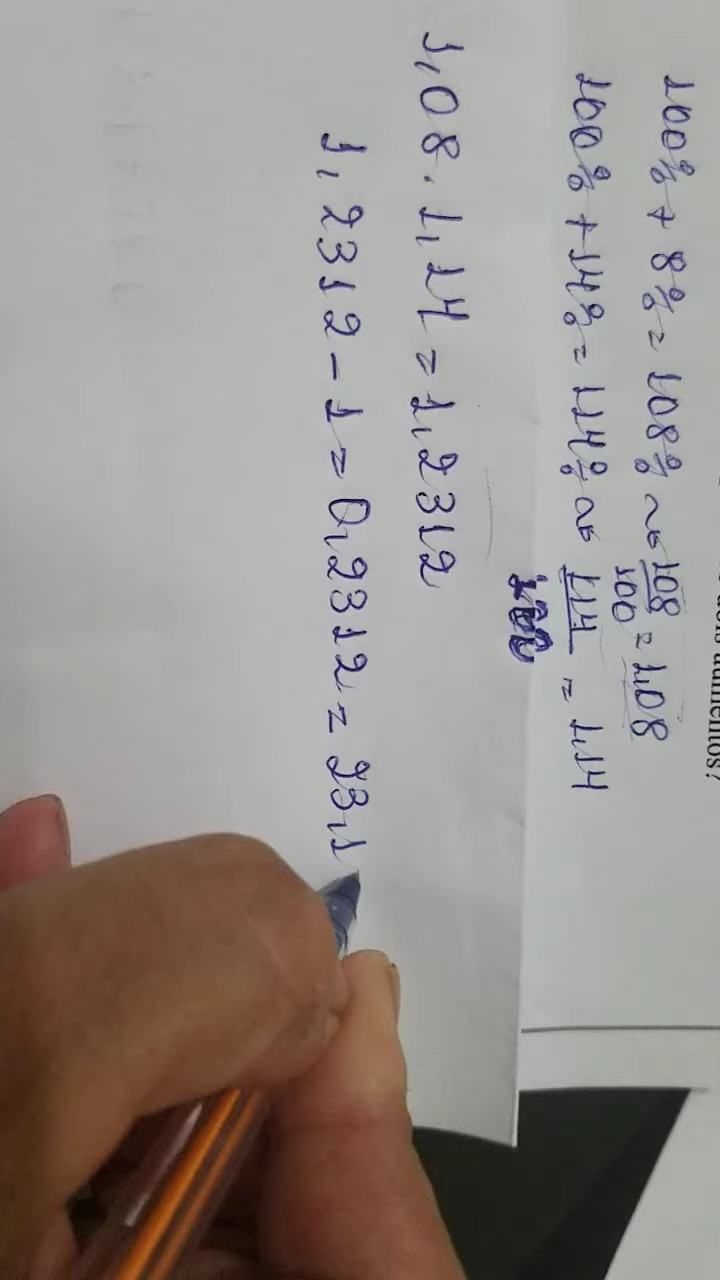 aumentos?
100% + 8% = 108% ~> 108/100 = 1,08
100% + 14% = 114% ~> 114/100 = 1,14
1,08 . 1,14 = 1,2312
1,2312 - 1 = 0,2312 = 23,1